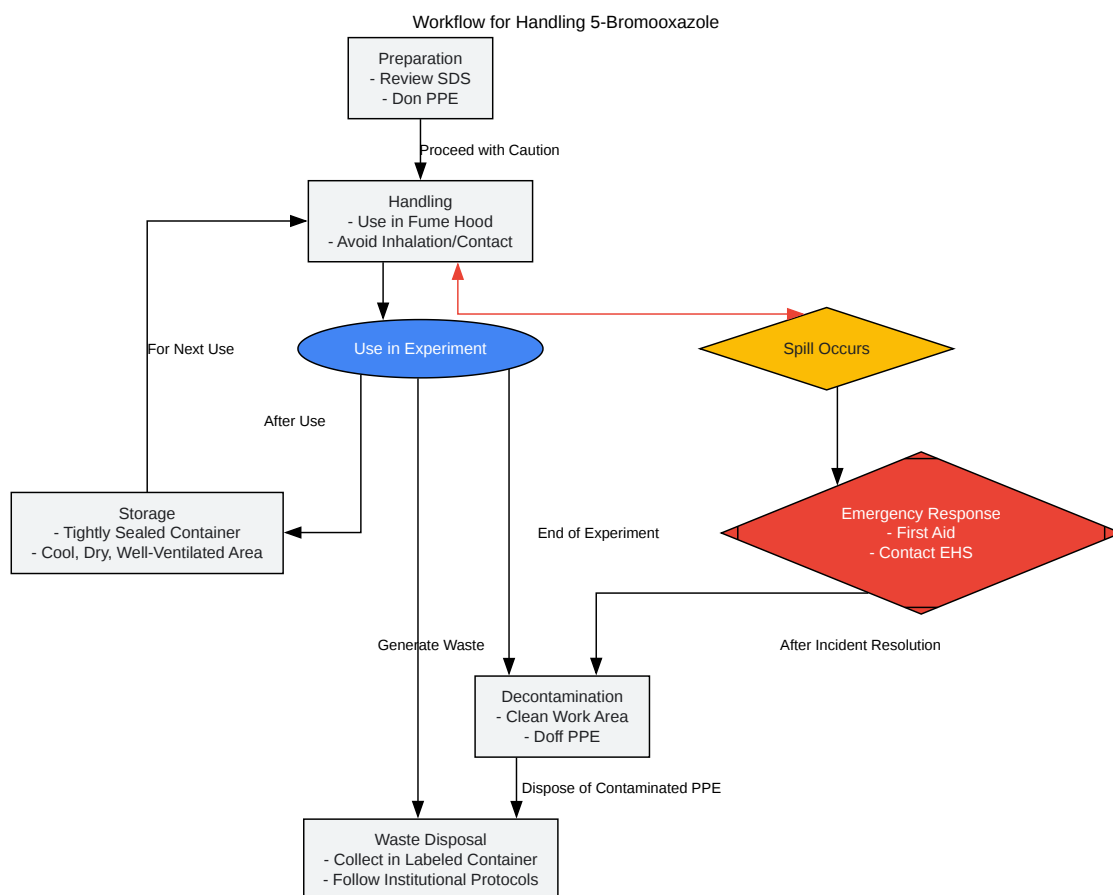 Workflow for Handling 5-Bromooxazole
Preparation
- Review SDS
- Don PPE
Proceed with Caution
Handling
- Use in Fume Hood
- Avoid Inhalation/Contact
For Next Use
Use in Experiment
Spill Occurs
After Use
Storage
- Tightly Sealed Container
- Cool, Dry, Well-Ventilated Area
End of Experiment
Emergency Response
- First Aid
- Contact EHS
Generate Waste
After Incident Resolution
Decontamination
- Clean Work Area
- Doff PPE
Dispose of Contaminated PPE
Waste Disposal
- Collect in Labeled Container
- Follow Institutional Protocols